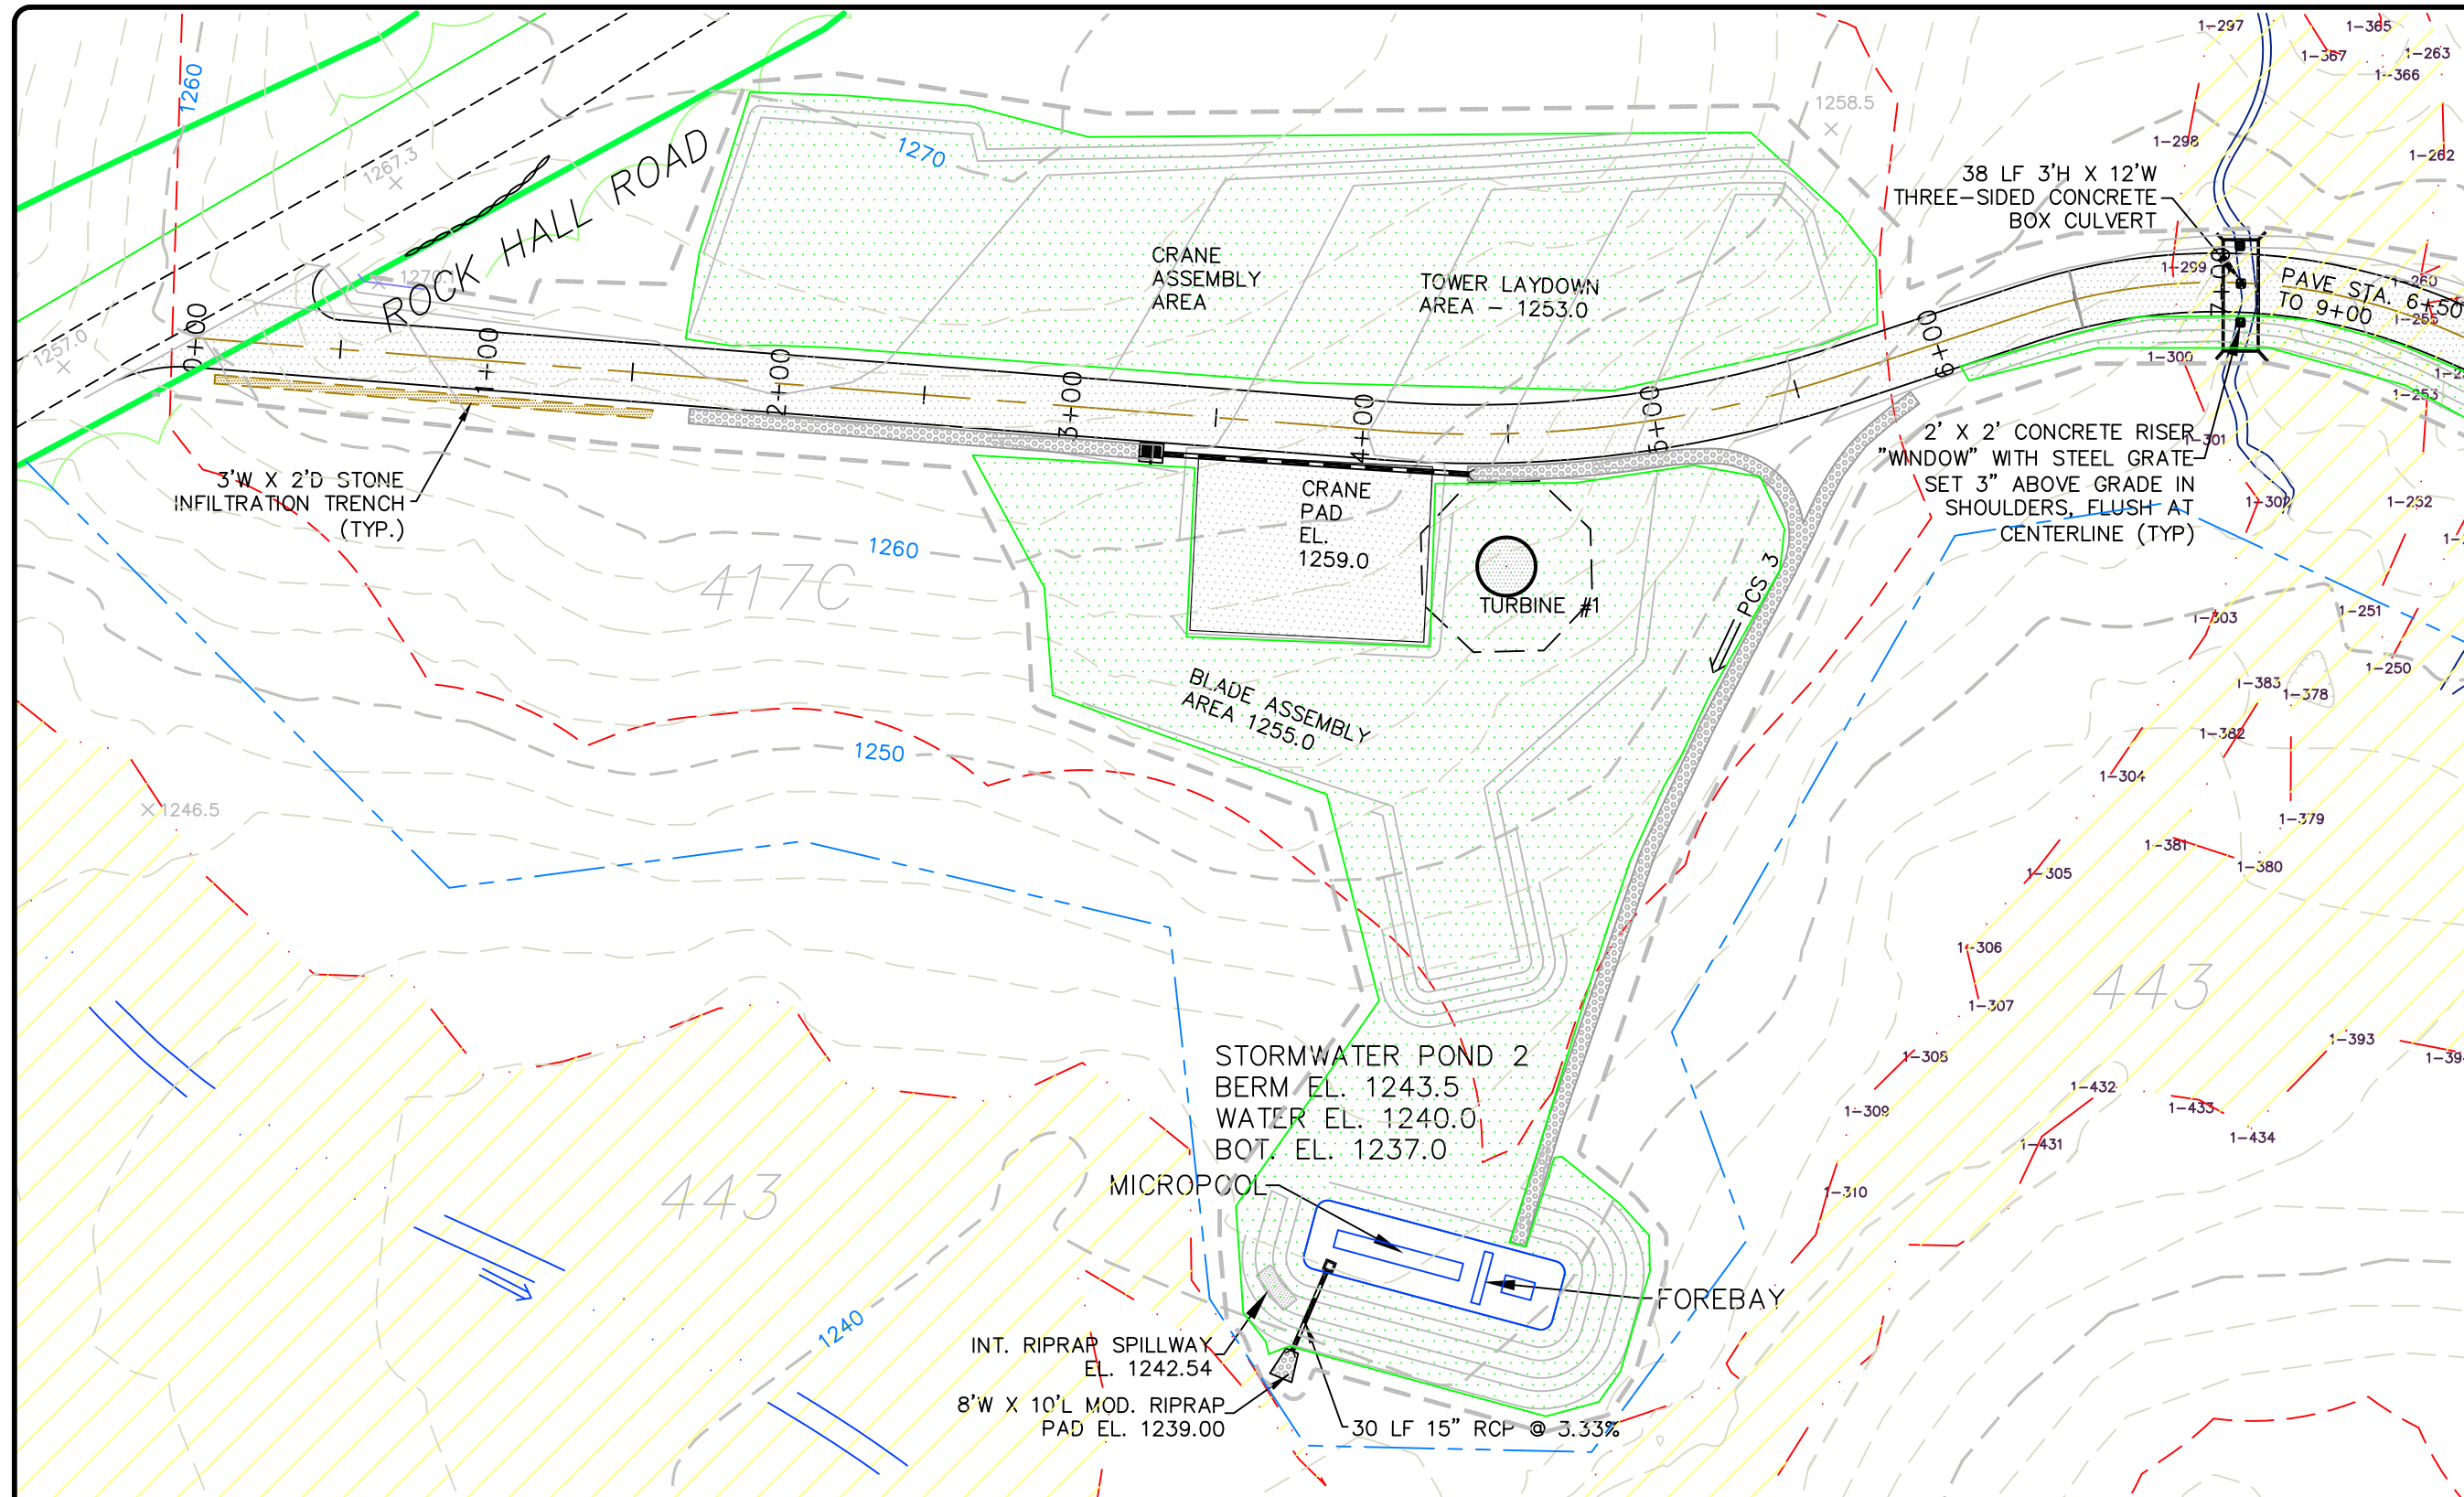 1260
1267.3
ROCK HALL ROAD
1257.0
0+00
1+00
2+00
3+00
4+00
5+00
6+00
7+00
1270
CRANE
ASSEMBLY
AREA
TOWER LAYDOWN
AREA – 1253.0
1258.5
38 LF 3'H X 12'W
THREE-SIDED CONCRETE
BOX CULVERT
PAVE STA. 6+50
TO 9+00
1-297
1-365
1-367
1-263
1-366
1-298
1-262
1-299
1-260
1-300
1-253
1-301
1-302
1-252
3'W X 2'D STONE
INFILTRATION TRENCH
(TYP.)
2' X 2' CONCRETE RISER
"WINDOW" WITH STEEL GRATE
SET 3" ABOVE GRADE IN
SHOULDERS, FLUSH AT
CENTERLINE (TYP)
CRANE
PAD
EL.
1259.0
TURBINE #1
PCS 3
1260
417C
BLADE ASSEMBLY
AREA 1255.0
1250
1246.5
1-303
1-251
1-250
1-383
1-378
1-382
1-304
1-379
1-381
1-380
1-305
1-306
1-307
443
1-308
1-393
1-432
1-309
1-433
1-431
1-434
1-310
STORMWATER POND 2
BERM EL. 1243.5
WATER EL. 1240.0
BOT. EL. 1237.0
MICROPOOL
443
1240
FOREBAY
INT. RIPRAP SPILLWAY
EL. 1242.54
8'W X 10'L MOD. RIPRAP
PAD EL. 1239.00
30 LF 15" RCP @ 3.33%